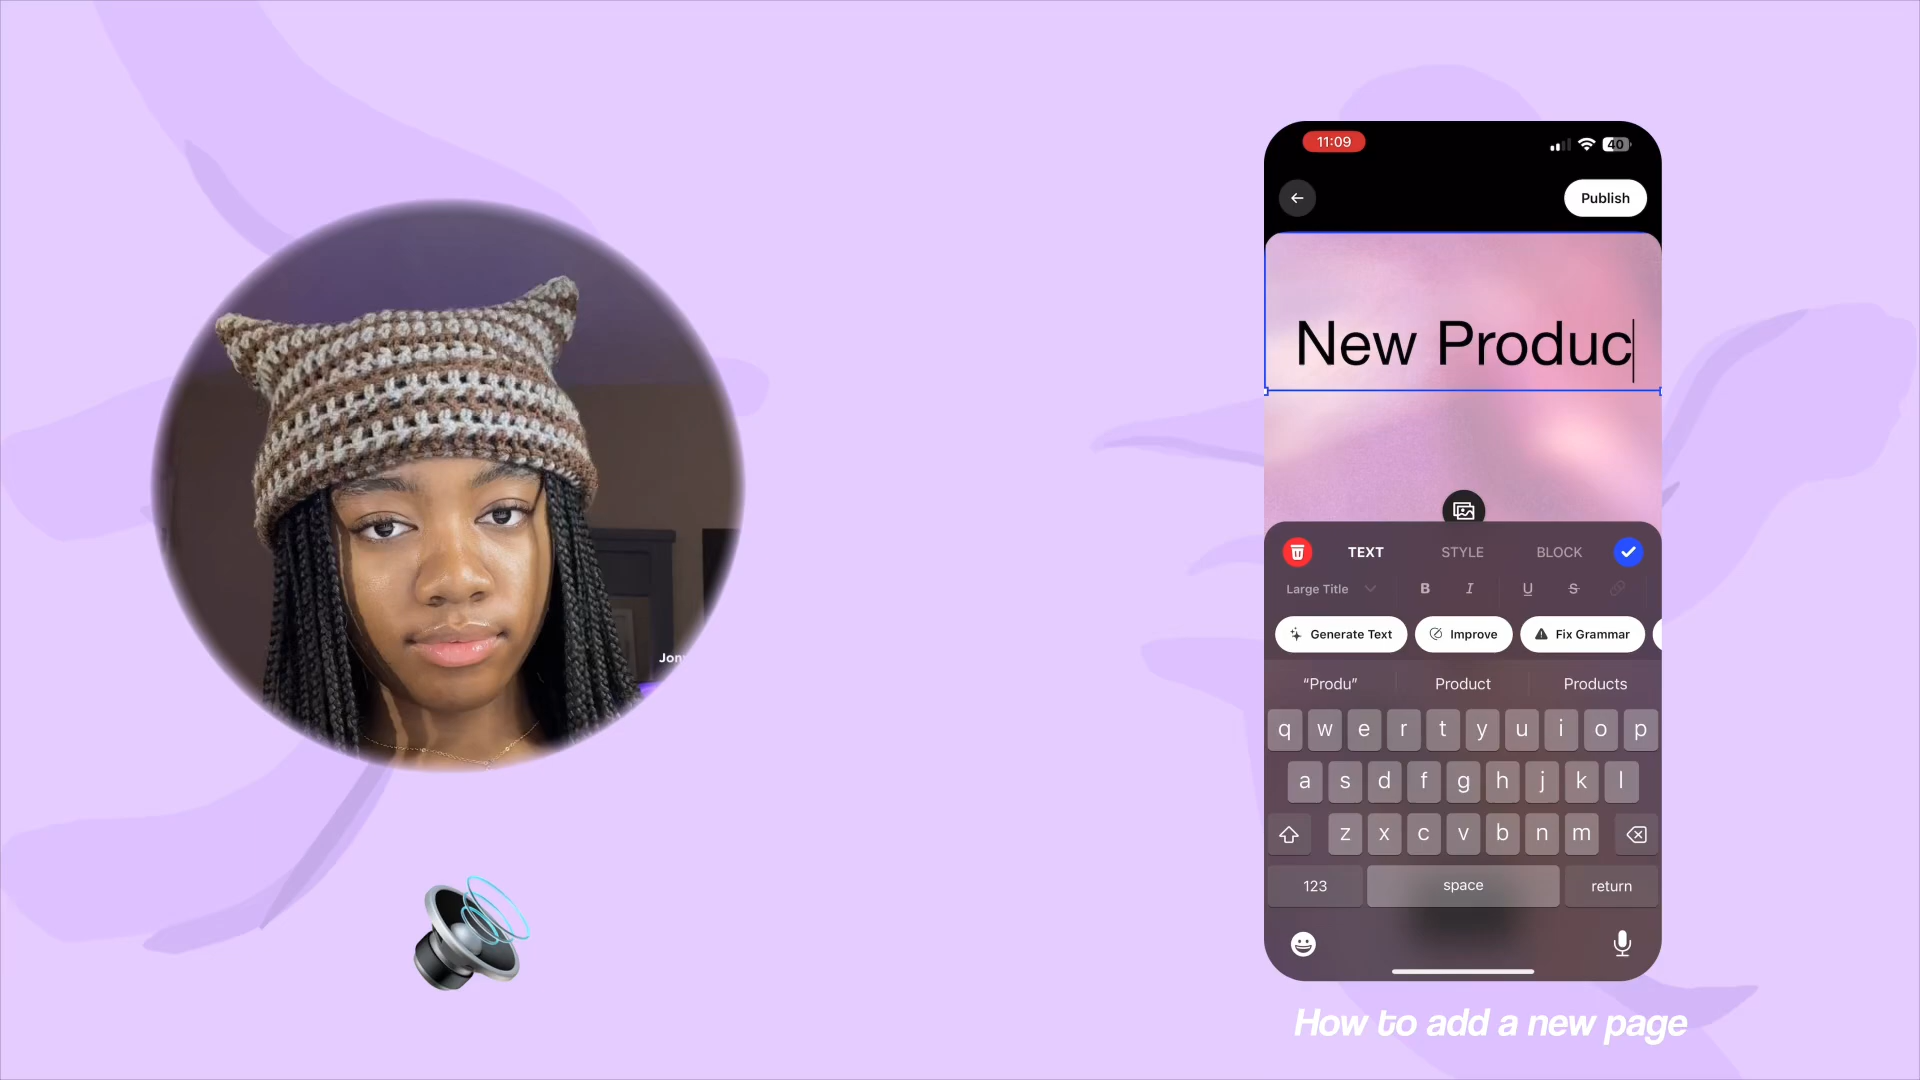 11:09
40
Publish
New Produc
TEXT STYLE BLOCK
Large Title B I U S
Generate Text Improve Fix Grammar
“Produ” Product Products
q w e r t y u i o p
a s d f g h j k l
z x c v b n m
123 space return
How to add a new page